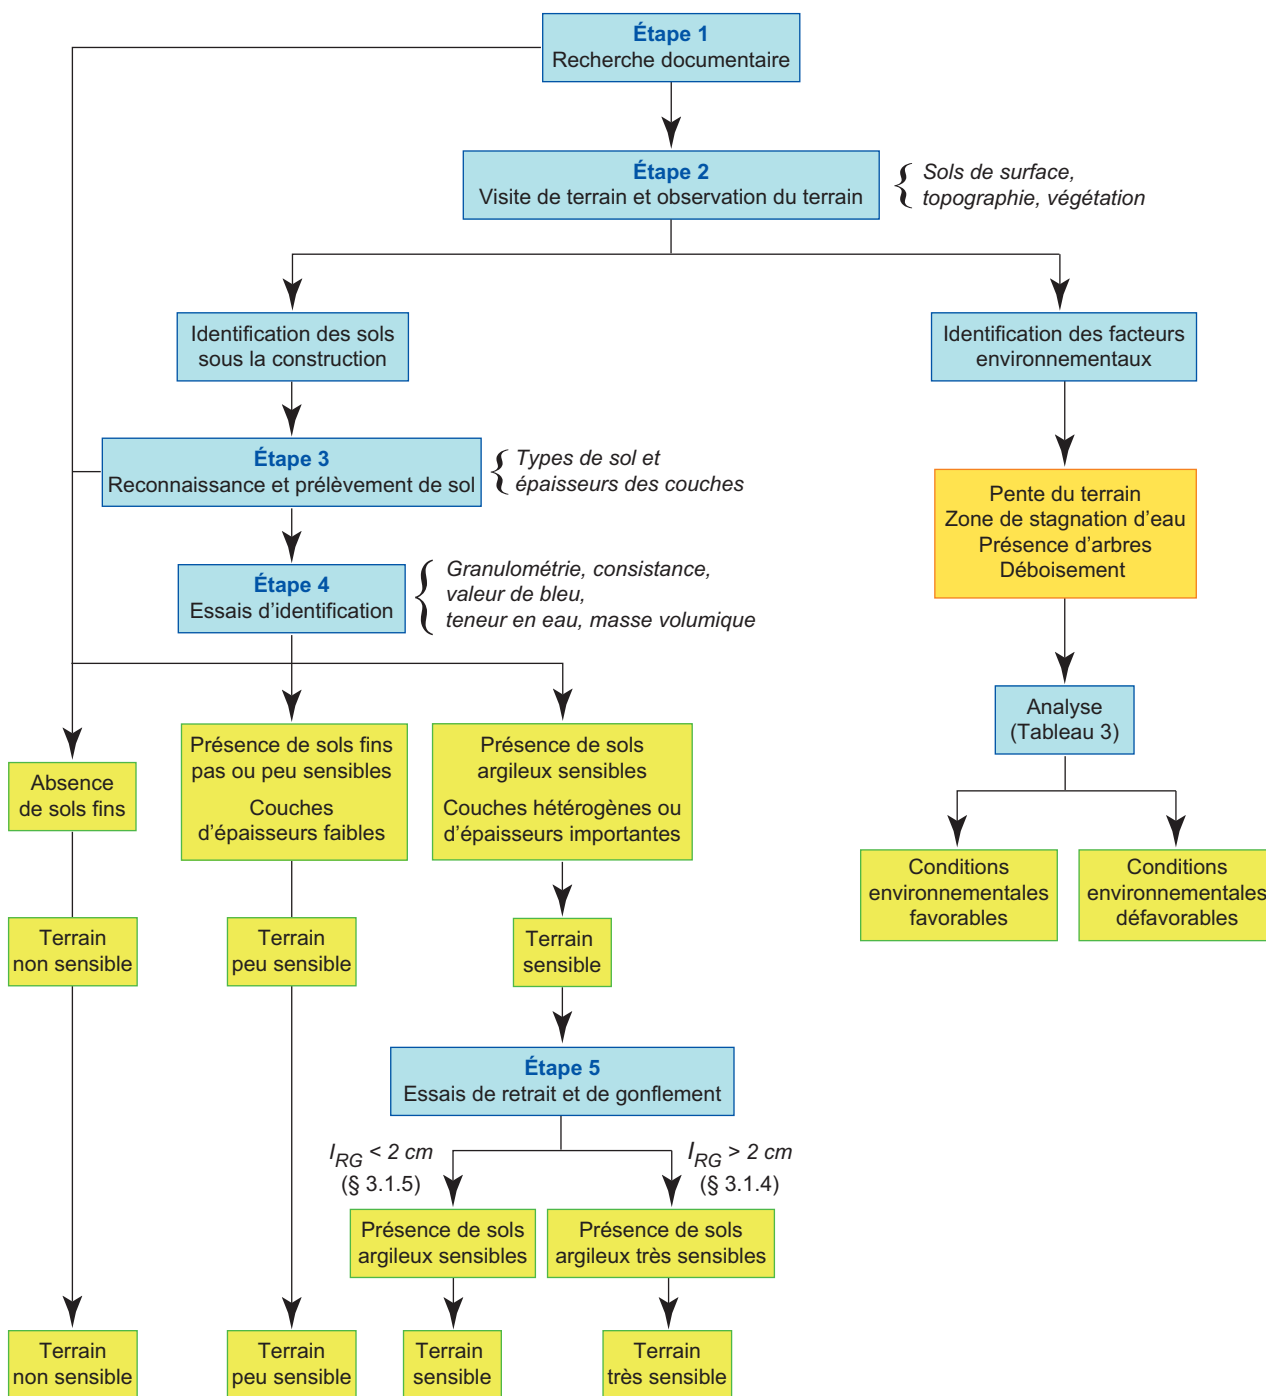 Étape 1
Recherche documentaire
Étape 2
Visite de terrain et observation du terrain
Sols de surface,
topographie, végétation
Identification des sols
sous la construction
Identification des facteurs
environnementaux
Étape 3
Reconnaissance et prélèvement de sol
Types de sol et
épaisseurs des couches
Pente du terrain
Zone de stagnation d'eau
Présence d'arbres
Déboisement
Étape 4
Essais d'identification
Granulométrie, consistance,
valeur de bleu,
teneur en eau, masse volumique
Analyse
(Tableau 3)
Absence
de sols fins
Présence de sols fins
pas ou peu sensibles
Couches
d'épaisseurs faibles
Présence de sols
argileux sensibles
Couches hétérogènes ou
d'épaisseurs importantes
Conditions
environnementales
favorables
Conditions
environnementales
défavorables
Terrain
non sensible
Terrain
peu sensible
Terrain
sensible
Étape 5
Essais de retrait et de gonflement
I_RG < 2 cm
(§ 3.1.5)
I_RG > 2 cm
(§ 3.1.4)
Présence de sols
argileux sensibles
Présence de sols
argileux très sensibles
Terrain
non sensible
Terrain
peu sensible
Terrain
sensible
Terrain
très sensible